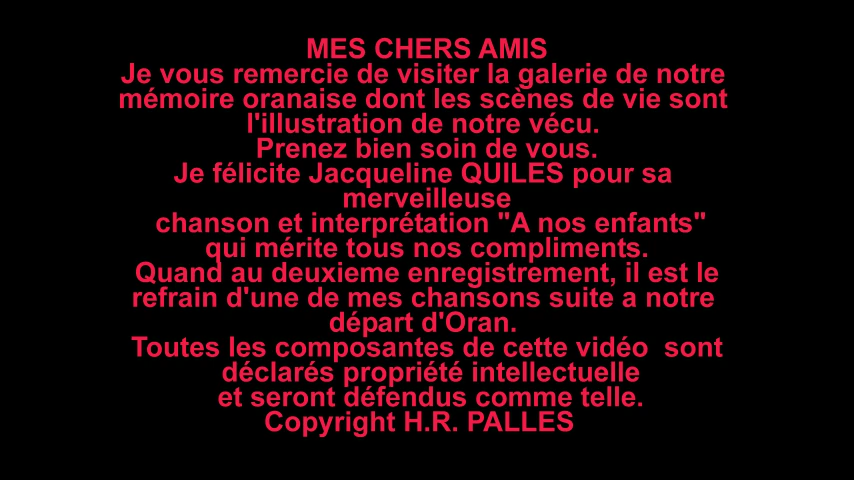 MES CHERS AMIS
Je vous remercie de visiter la galerie de notre
mémoire oranaise dont les scènes de vie sont
l'illustration de notre vécu.
Prenez bien soin de vous.
Je félicite Jacqueline QUILES pour sa
merveilleuse
chanson et interprétation "A nos enfants"
qui mérite tous nos compliments.
Quand au deuxieme enregistrement, il est le
refrain d'une de mes chansons suite a notre
départ d'Oran.
Toutes les composantes de cette vidéo  sont
déclarés propriété intellectuelle
et seront défendus comme telle.
Copyright H.R. PALLES